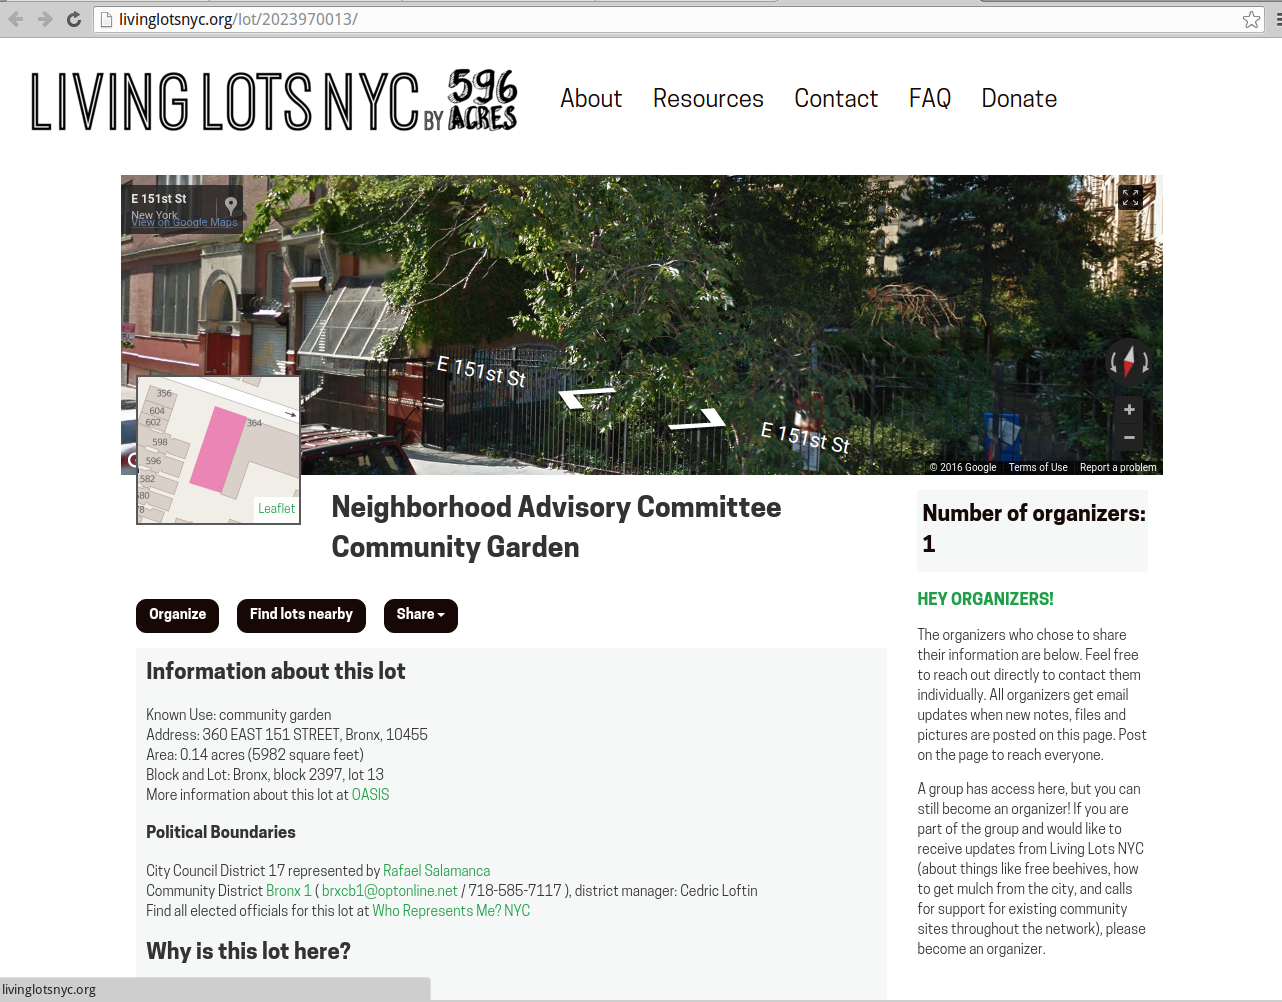 livinglotsnyc.org/lot/2023970013/
LIVING LOTS NYC BY 596 ACRES
About Resources Contact FAQ Donate
E 151st St
New York
View on Google Maps
E 151st St
E 151st St
© 2016 Google Terms of Use Report a problem
356
604
602
364
598
596
582
80
8
Leaflet
Neighborhood Advisory Committee
Community Garden
Organize Find lots nearby Share
Information about this lot
Known Use: community garden
Address: 360 EAST 151 STREET, Bronx, 10455
Area: 0.14 acres (5982 square feet)
Block and Lot: Bronx, block 2397, lot 13
More information about this lot at OASIS
Political Boundaries
City Council District 17 represented by Rafael Salamanca
Community District Bronx 1 ( brxcb1@optonline.net / 718-585-7117 ), district manager: Cedric Loftin
Find all elected officials for this lot at Who Represents Me? NYC
Why is this lot here?
Number of organizers:
1
HEY ORGANIZERS!
The organizers who chose to share
their information are below. Feel free
to reach out directly to contact them
individually. All organizers get email
updates when new notes, files and
pictures are posted on this page. Post
on the page to reach everyone.
A group has access here, but you can
still become an organizer! If you are
part of the group and would like to
receive updates from Living Lots NYC
(about things like free beehives, how
to get mulch from the city, and calls
for support for existing community
sites throughout the network), please
become an organizer.
livinglotsnyc.org